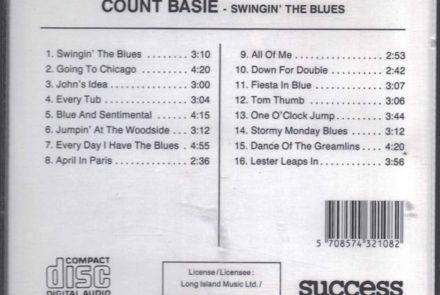 COUNT BASIE - SWINGIN' THE BLUES
1. Swingin' The Blues ........ 3:10
2. Going To Chicago ......... 4:20
3. John's Idea ............... 3:00
4. Every Tub ................ 3:04
5. Blue And Sentimental ..... 4:15
6. Jumpin' At The Woodside ... 3:12
7. Every Day I Have The Blues . 4:55
8. April In Paris ............. 2:36
9. All Of Me ................ 2:53
10. Down For Double ......... 2:42
11. Fiesta In Blue ........... 3:07
12. Tom Thumb .............. 3:06
13. One O'Clock Jump ........ 3:44
14. Stormy Monday Blues ..... 3:12
15. Dance Of The Greamlins ... 4:20
16. Lester Leaps In ........... 3:56
5 708574 321082
COMPACT
disc
DIGITAL AUDIO
License/Licensee:
Long Island Music Ltd./
success